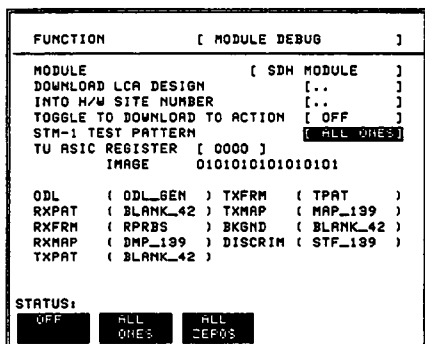 FUNCTION [ MODULE DEBUG ]
MODULE [ SDH MODULE ]
DOWNLOAD LCA DESIGN [.. ]
INTO H/W SITE NUMBER [.. ]
TOGGLE TO DOWNLOAD TO ACTION [ OFF ]
STM-1 TEST PATTERN [ ALL ONES]
TU ASIC REGISTER [ 0000 ]
IMAGE 0101010101010101
ODL ( ODL_GEN ) TXFRM ( TPAT )
RXPAT ( BLANK_42 ) TXMAP ( MAP_139 )
RXFRM ( RPRBS ) BKGND ( BLANK_42 )
RXMAP ( DMP_139 ) DISCRIM ( STF_139 )
TXPAT ( BLANK_42 )
STATUS:
OFF ALL ONES ALL ZEROS